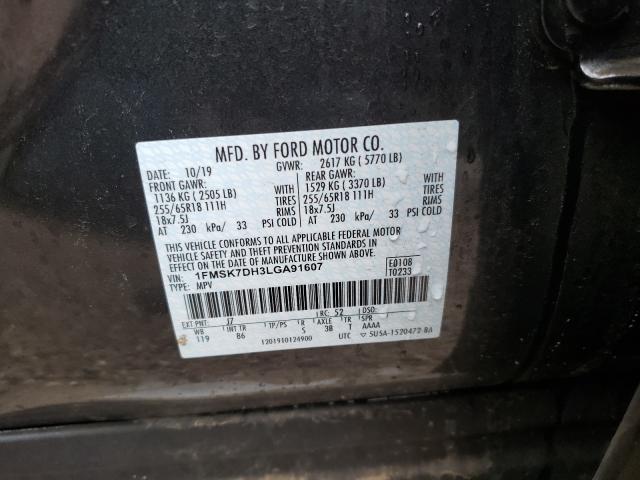 MFD. BY FORD MOTOR CO.
DATE: 10/19 GVWR: 2617 KG ( 5770 LB)
FRONT GAWR: REAR GAWR:
1136 KG ( 2505 LB) WITH 1529 KG ( 3370 LB) WITH
255/65R18 111H TIRES 255/65R18 111H TIRES
18x7.5J RIMS 18x7.5J RIMS
AT 230 kPa/ 33 PSI COLD AT 230 kPa/ 33 PSI COLD
THIS VEHICLE CONFORMS TO ALL APPLICABLE FEDERAL MOTOR
VEHICLE SAFETY AND THEFT PREVENTION STANDARDS IN
EFFECT ON THE DATE OF MANUFACTURE SHOWN ABOVE.
VIN: 1FMSK7DH3LGA91607 E0108
TYPE: MPV T0233
EXT PNT: J7 RC: 52 DSO:
WB INT TR TP/PS R AXLE TR SPR
119 86 S 3B T AAAA
1201910124900 UTC SU5A-1520472-BA